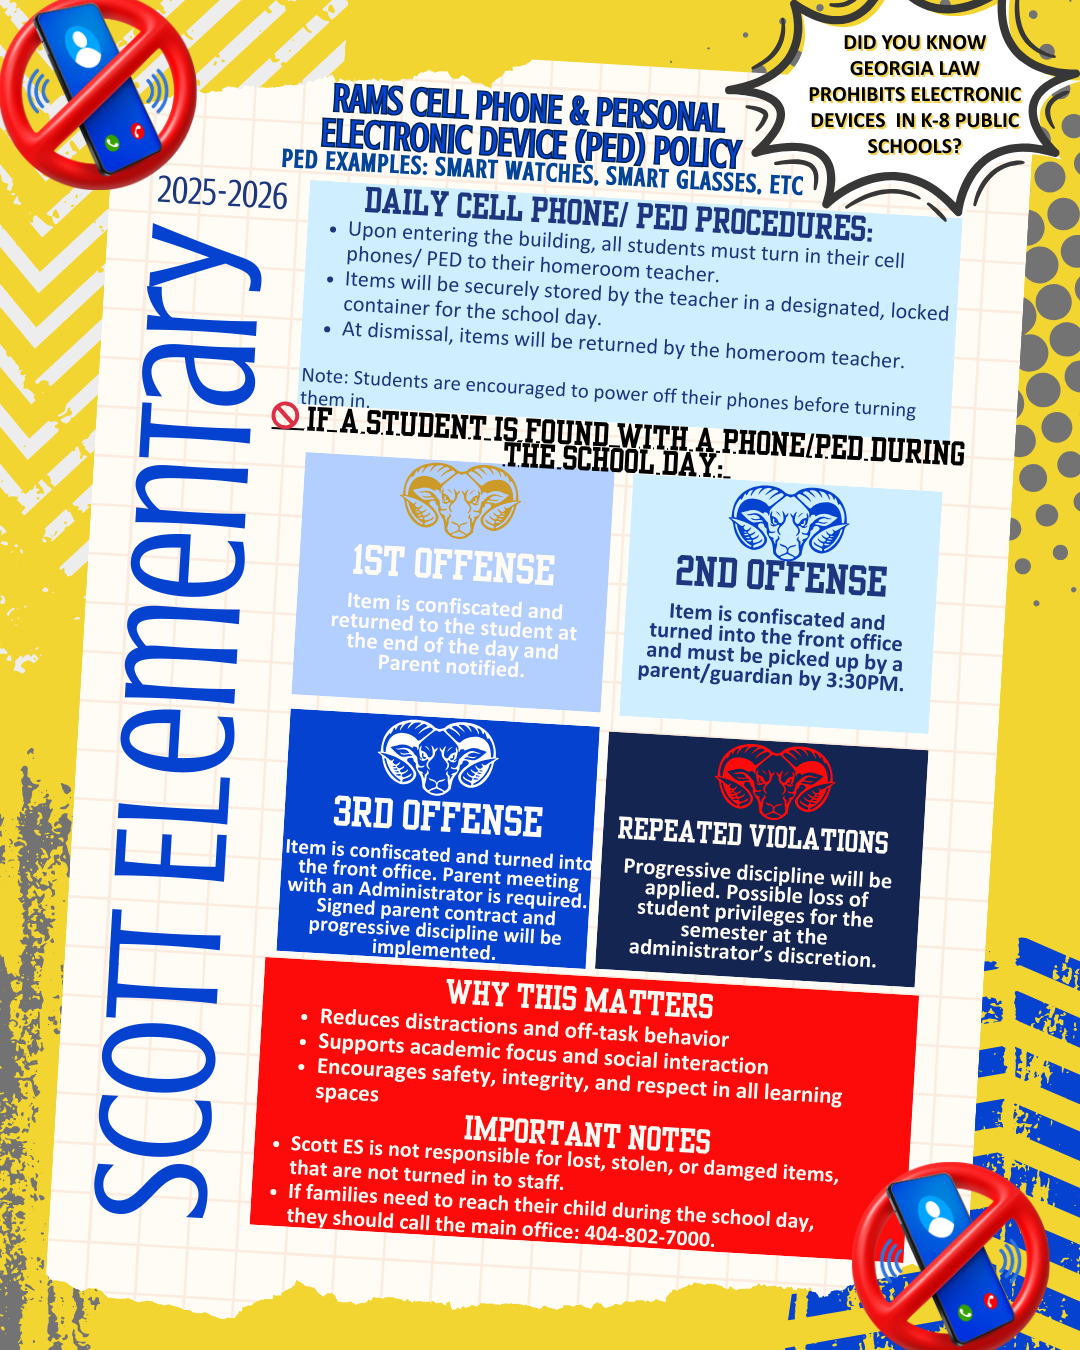 DID YOU KNOW
GEORGIA LAW
PROHIBITS ELECTRONIC
DEVICES IN K-8 PUBLIC
SCHOOLS?
RAMS CELL PHONE & PERSONAL
ELECTRONIC DEVICE (PED) POLICY
PED EXAMPLES: SMART WATCHES, SMART GLASSES, ETC
2025-2026
SCOTT ELementary
DAILY CELL PHONE/ PED PROCEDURES:
• Upon entering the building, all students must turn in their cell
phones/ PED to their homeroom teacher.
• Items will be securely stored by the teacher in a designated, locked
container for the school day.
• At dismissal, items will be returned by the homeroom teacher.
Note: Students are encouraged to power off their phones before turning
them in.
🚫 IF A STUDENT IS FOUND WITH A PHONE/PED DURING
THE SCHOOL DAY:
1ST OFFENSE
Item is confiscated and
returned to the student at
the end of the day and
Parent notified.
2ND OFFENSE
Item is confiscated and
turned into the front office
and must be picked up by a
parent/guardian by 3:30PM.
3RD OFFENSE
Item is confiscated and turned into
the front office. Parent meeting
with an Administrator is required.
Signed parent contract and
progressive discipline will be
implemented.
REPEATED VIOLATIONS
Progressive discipline will be
applied. Possible loss of
student privileges for the
semester at the
administrator's discretion.
WHY THIS MATTERS
• Reduces distractions and off-task behavior
• Supports academic focus and social interaction
• Encourages safety, integrity, and respect in all learning
spaces
IMPORTANT NOTES
• Scott ES is not responsible for lost, stolen, or damged items,
that are not turned in to staff.
• If families need to reach their child during the school day,
they should call the main office: 404-802-7000.